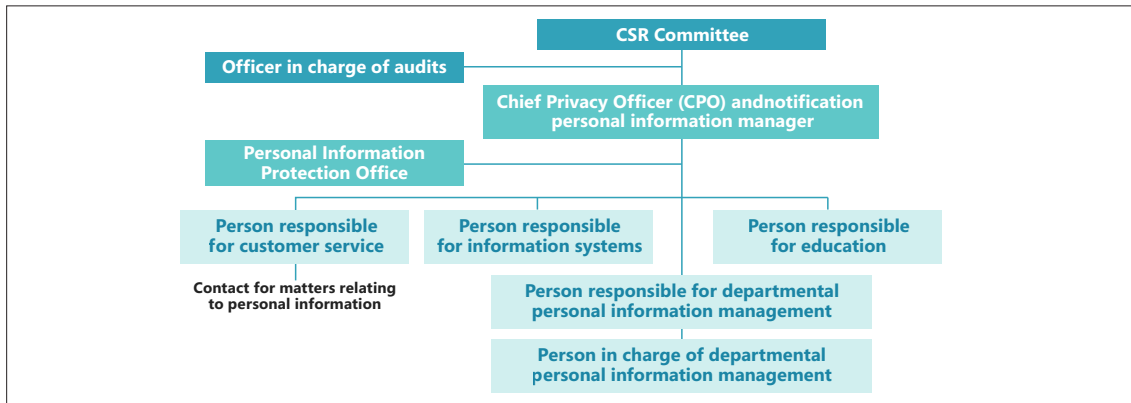 CSR Committee
Officer in charge of audits
Chief Privacy Officer (CPO) andnotification
personal information manager
Personal Information
Protection Office
Person responsible
for customer service
Person responsible
for information systems
Person responsible
for education
Contact for matters relating
to personal information
Person responsible for departmental
personal information management
Person in charge of departmental
personal information management